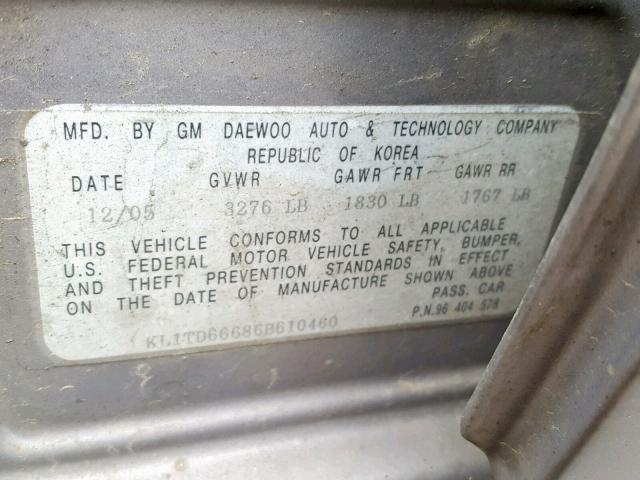 MFD. BY GM DAEWOO AUTO & TECHNOLOGY COMPANY
REPUBLIC OF KOREA
DATE GVWR GAWR FRT GAWR RR
12/05 3276 LB 1830 LB 1767 LB
THIS VEHICLE CONFORMS TO ALL APPLICABLE
U.S. FEDERAL MOTOR VEHICLE SAFETY, BUMPER,
AND THEFT PREVENTION STANDARDS IN EFFECT
ON THE DATE OF MANUFACTURE SHOWN ABOVE
PASS. CAR
KL1TD66686B610460 P.N.96 404 578